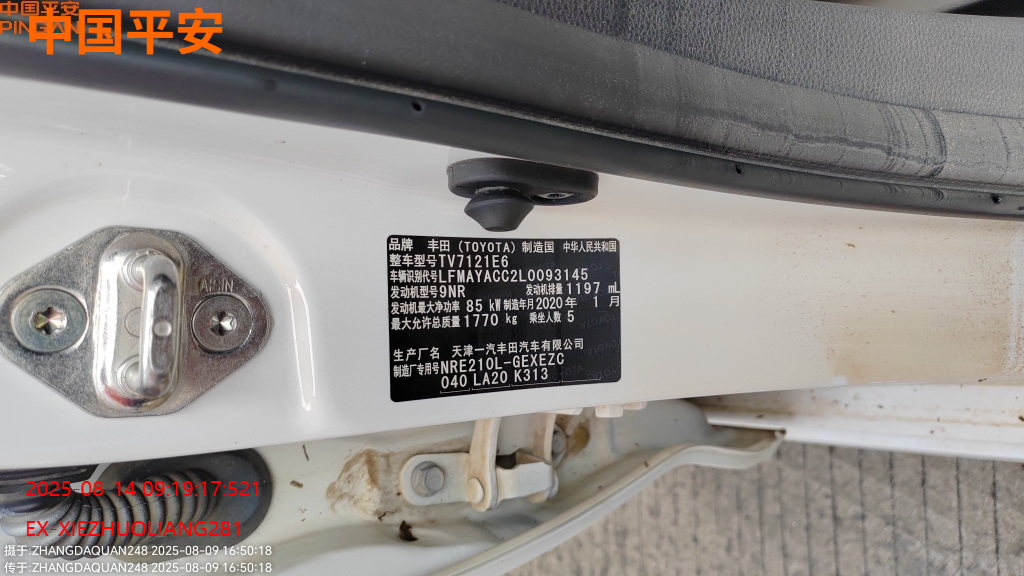 中国平安
PING
中国平安
品牌 丰田（TOYOTA）制造国 中华人民共和国
整车型号TV7121E6
车辆识别代号LFMAYACC2L0093145
发动机型号9NR 发动机排量1197 mL
发动机最大净功率 85 kW 制造年月2020年 1 月
最大允许总质量1770 kg 乘坐人数 5
生产厂名 天津一汽丰田汽车有限公司
制造厂专用号NRE210L-GEXEZC
040 LA20 K313
2025-08-14 09:19:17:521
EX-XIEZHUOLIANG2B1
摄于:ZHANGDAQUAN248 2025-08-09 16:50:18
传于:ZHANGDAQUAN248 2025-08-09 16:50:18